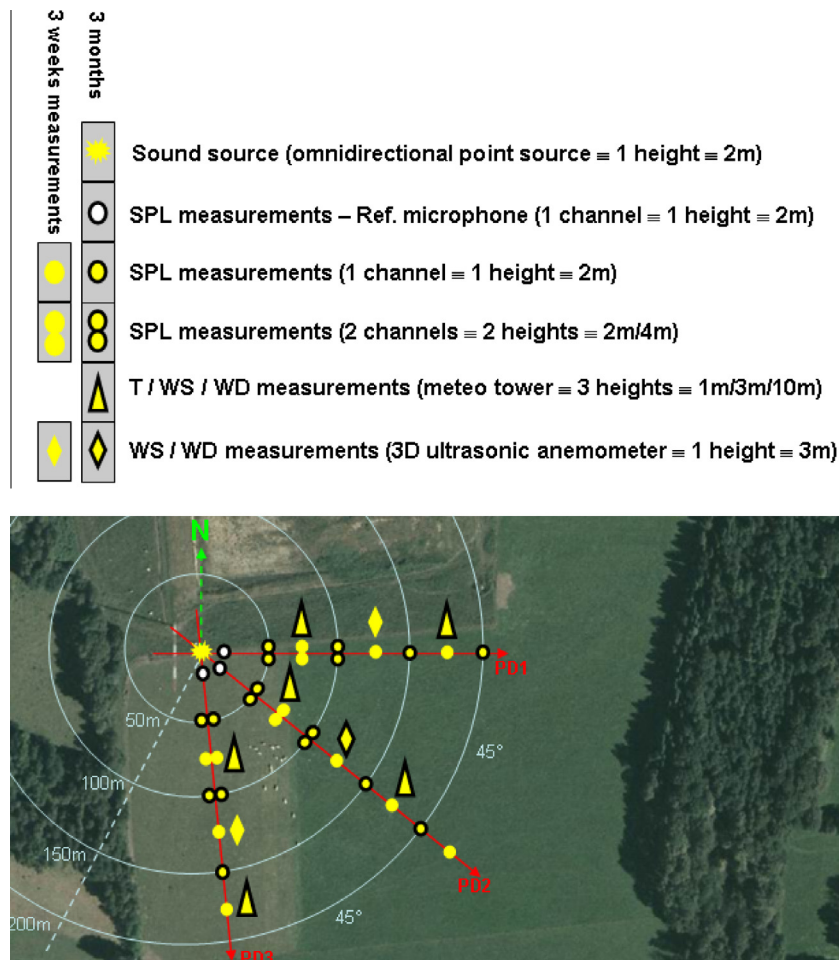 3 weeks measurements
3 months
Sound source (omnidirectional point source ≡ 1 height ≡ 2m)
SPL measurements – Ref. microphone (1 channel ≡ 1 height ≡ 2m)
SPL measurements (1 channel ≡ 1 height ≡ 2m)
SPL measurements (2 channels ≡ 2 heights ≡ 2m/4m)
T / WS / WD measurements (meteo tower ≡ 3 heights ≡ 1m/3m/10m)
WS / WD measurements (3D ultrasonic anemometer ≡ 1 height ≡ 3m)
N
PD1
50m
45°
100m
150m
PD2
200m
45°
PD3